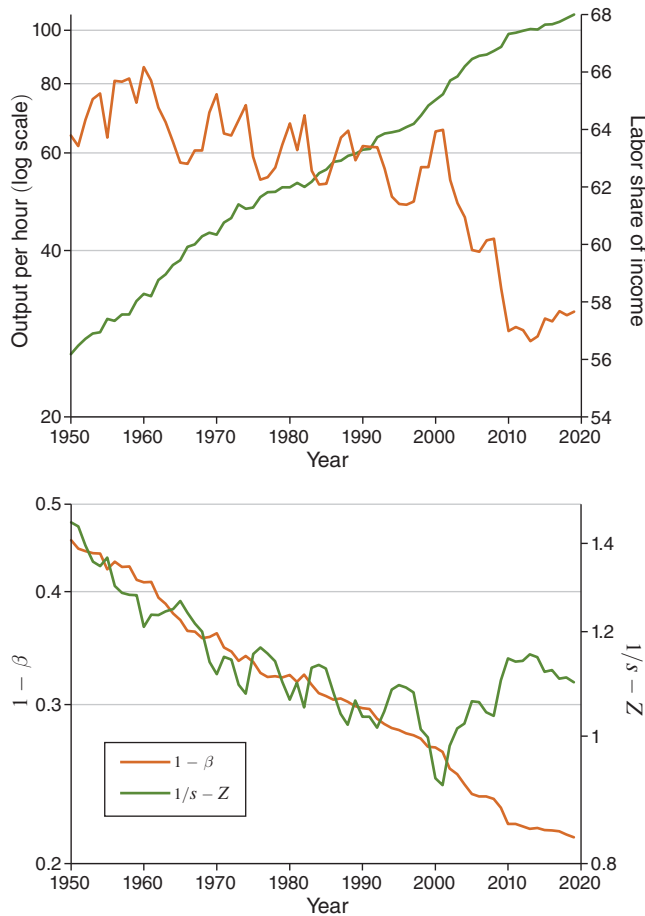 100
80
60
40
20
Output per hour (log scale)
68
66
64
62
60
58
56
54
Labor share of income
1950 1960 1970 1980 1990 2000 2010 2020
Year
0.5
0.4
0.3
0.2
1 − β
1.4
1.2
1
0.8
1/s − Z
1 − β
1/s − Z
1950 1960 1970 1980 1990 2000 2010 2020
Year